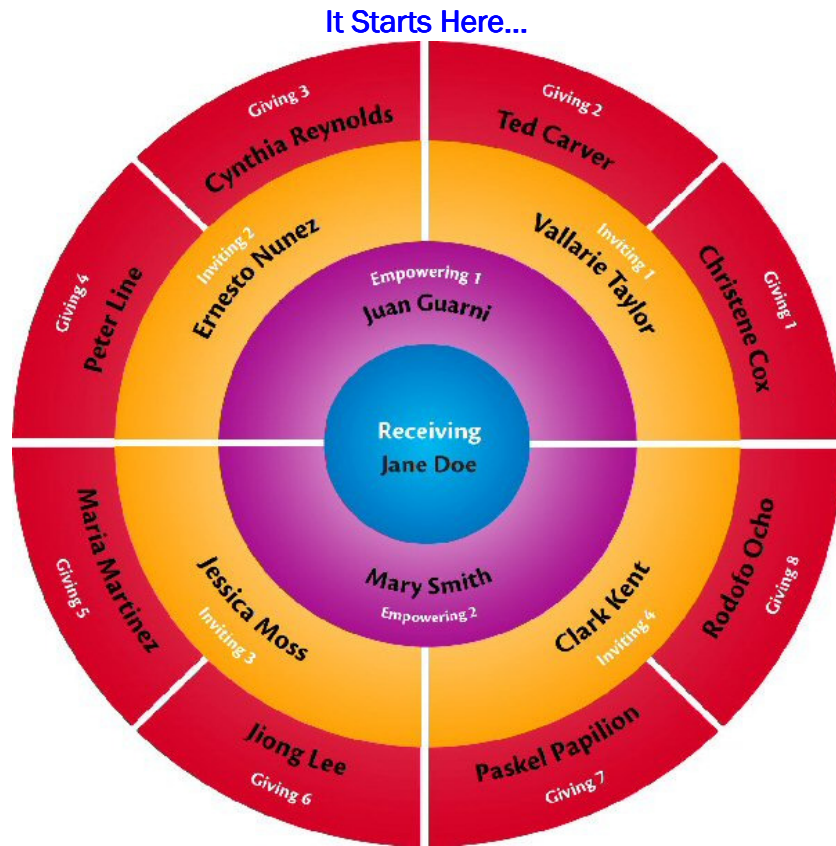 It Starts Here...
Giving 3
Cynthia Reynolds
Giving 2
Ted Carver
Giving 4
Peter Line
Inviting 2
Ernesto Nunez
Inviting 1
Vallarie Taylor
Giving 1
Christene Cox
Empowering 1
Juan Guarni
Receiving
Jane Doe
Mary Smith
Empowering 2
Maria Martinez
Giving 5
Jessica Moss
Inviting 3
Clark Kent
Inviting 4
Rodofo Ocho
Giving 8
Jiong Lee
Giving 6
Paskel Papilion
Giving 7